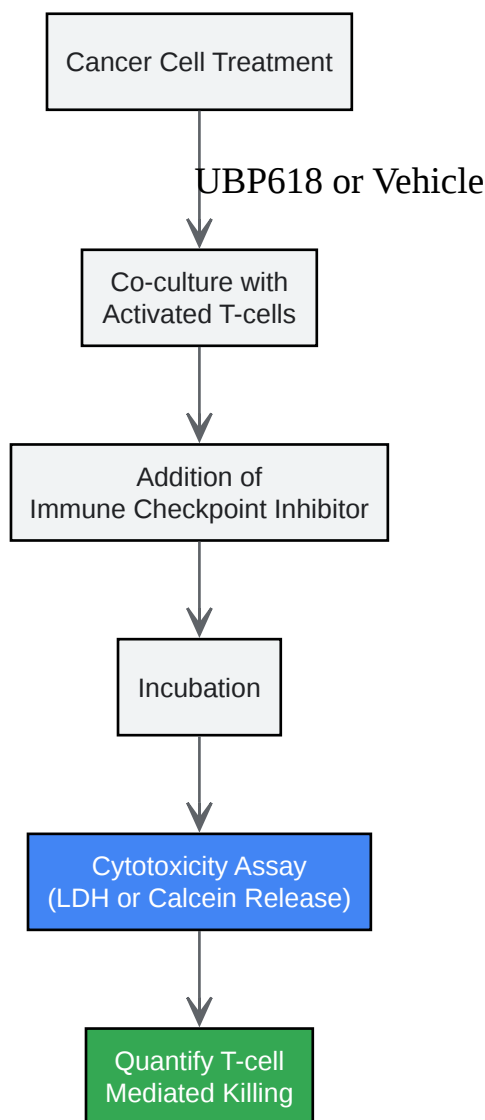 Cancer Cell Treatment
UBP618 or Vehicle
Co-culture with
Activated T-cells
Addition of
Immune Checkpoint Inhibitor
Incubation
Cytotoxicity Assay
(LDH or Calcein Release)
Quantify T-cell
Mediated Killing